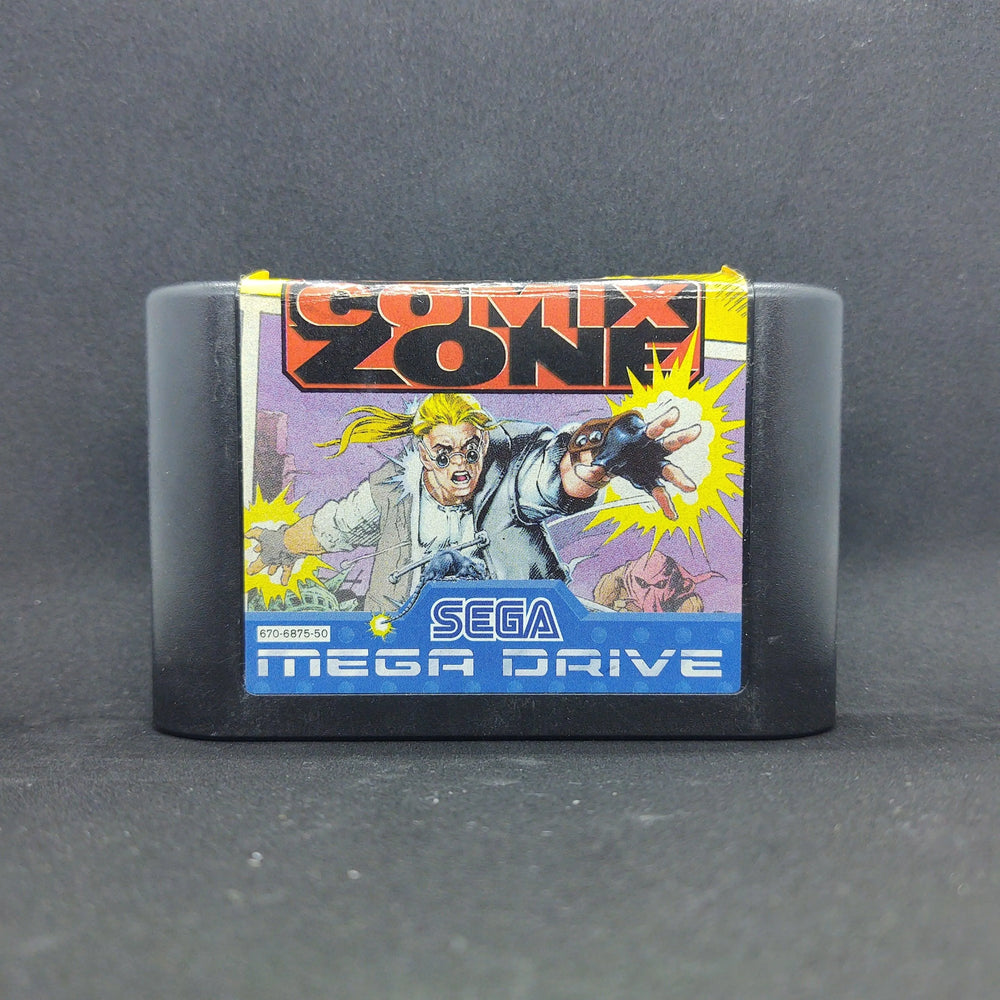 COMIX
ZONE
SEGA
670-6875-50
MEGA DRIVE